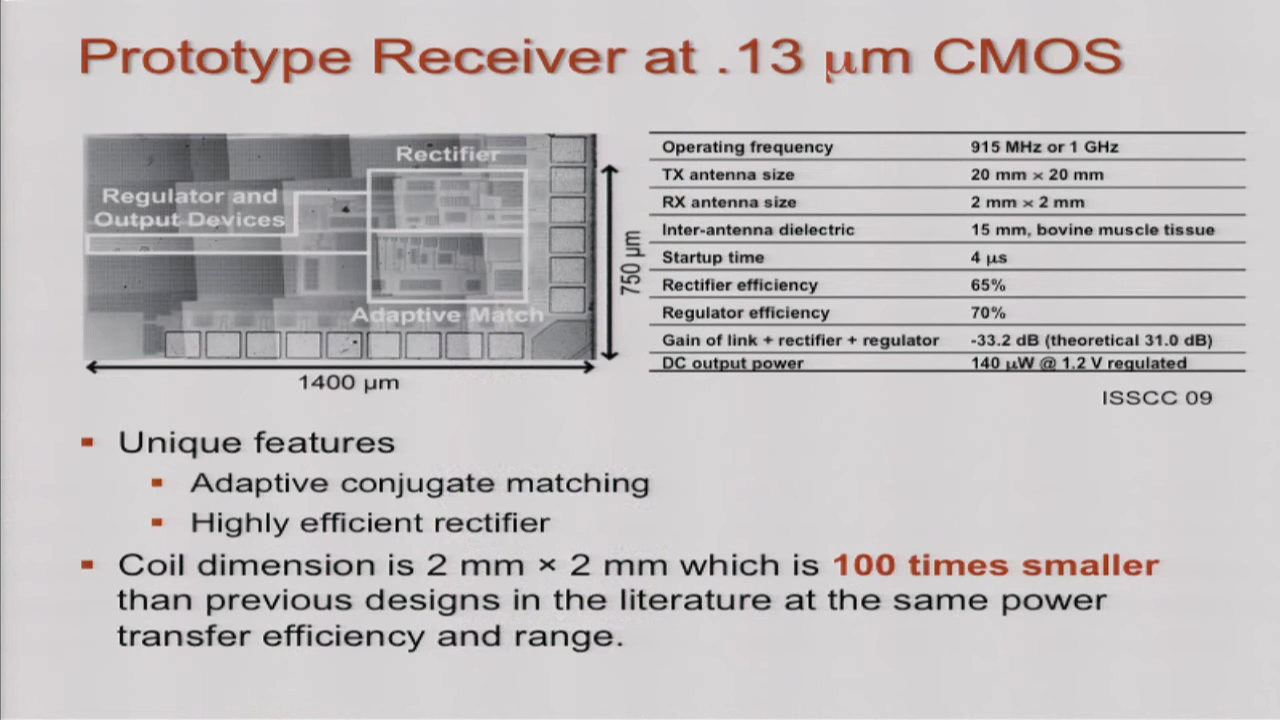 Prototype Receiver at .13 μm CMOS
Rectifier
Regulator and
Output Devices
Adaptive Match
750 μm
1400 μm
Operating frequency 915 MHz or 1 GHz
TX antenna size 20 mm × 20 mm
RX antenna size 2 mm × 2 mm
Inter-antenna dielectric 15 mm, bovine muscle tissue
Startup time 4 μs
Rectifier efficiency 65%
Regulator efficiency 70%
Gain of link + rectifier + regulator -33.2 dB (theoretical 31.0 dB)
DC output power 140 μW @ 1.2 V regulated
ISSCC 09
Unique features
Adaptive conjugate matching
Highly efficient rectifier
Coil dimension is 2 mm × 2 mm which is 100 times smaller
than previous designs in the literature at the same power
transfer efficiency and range.